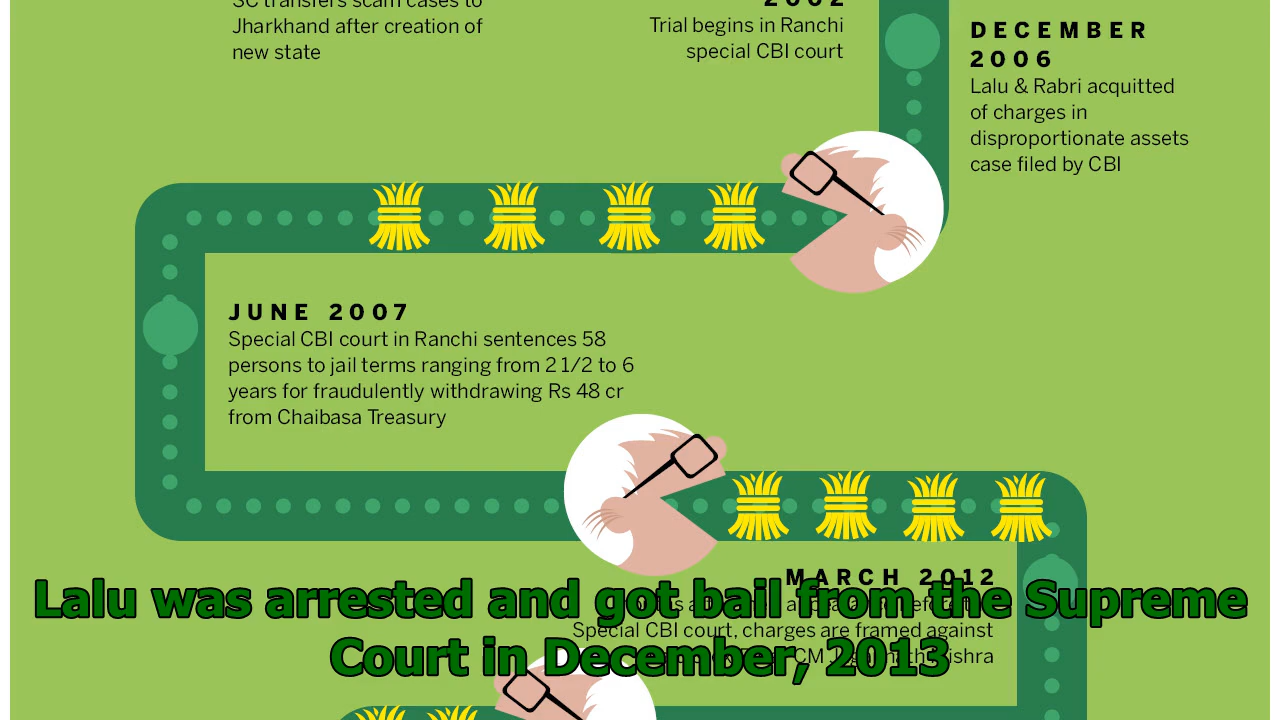 SC transfers scam cases to
Jharkhand after creation of
new state
2002
Trial begins in Ranchi
special CBI court
DECEMBER
2006
Lalu & Rabri acquitted
of charges in
disproportionate assets
case filed by CBI
JUNE 2007
Special CBI court in Ranchi sentences 58
persons to jail terms ranging from 2 1/2 to 6
years for fraudulently withdrawing Rs 48 cr
from Chaibasa Treasury
MARCH 2012
Special CBI court, charges are framed against
CM
Lalu was arrested and got bail from the Supreme
Court in December, 2013